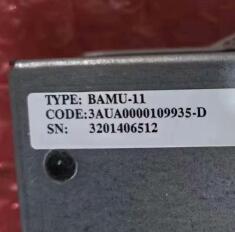 TYPE: BAMU-11
CODE:3AUA0000109935-D
SN: 3201406512